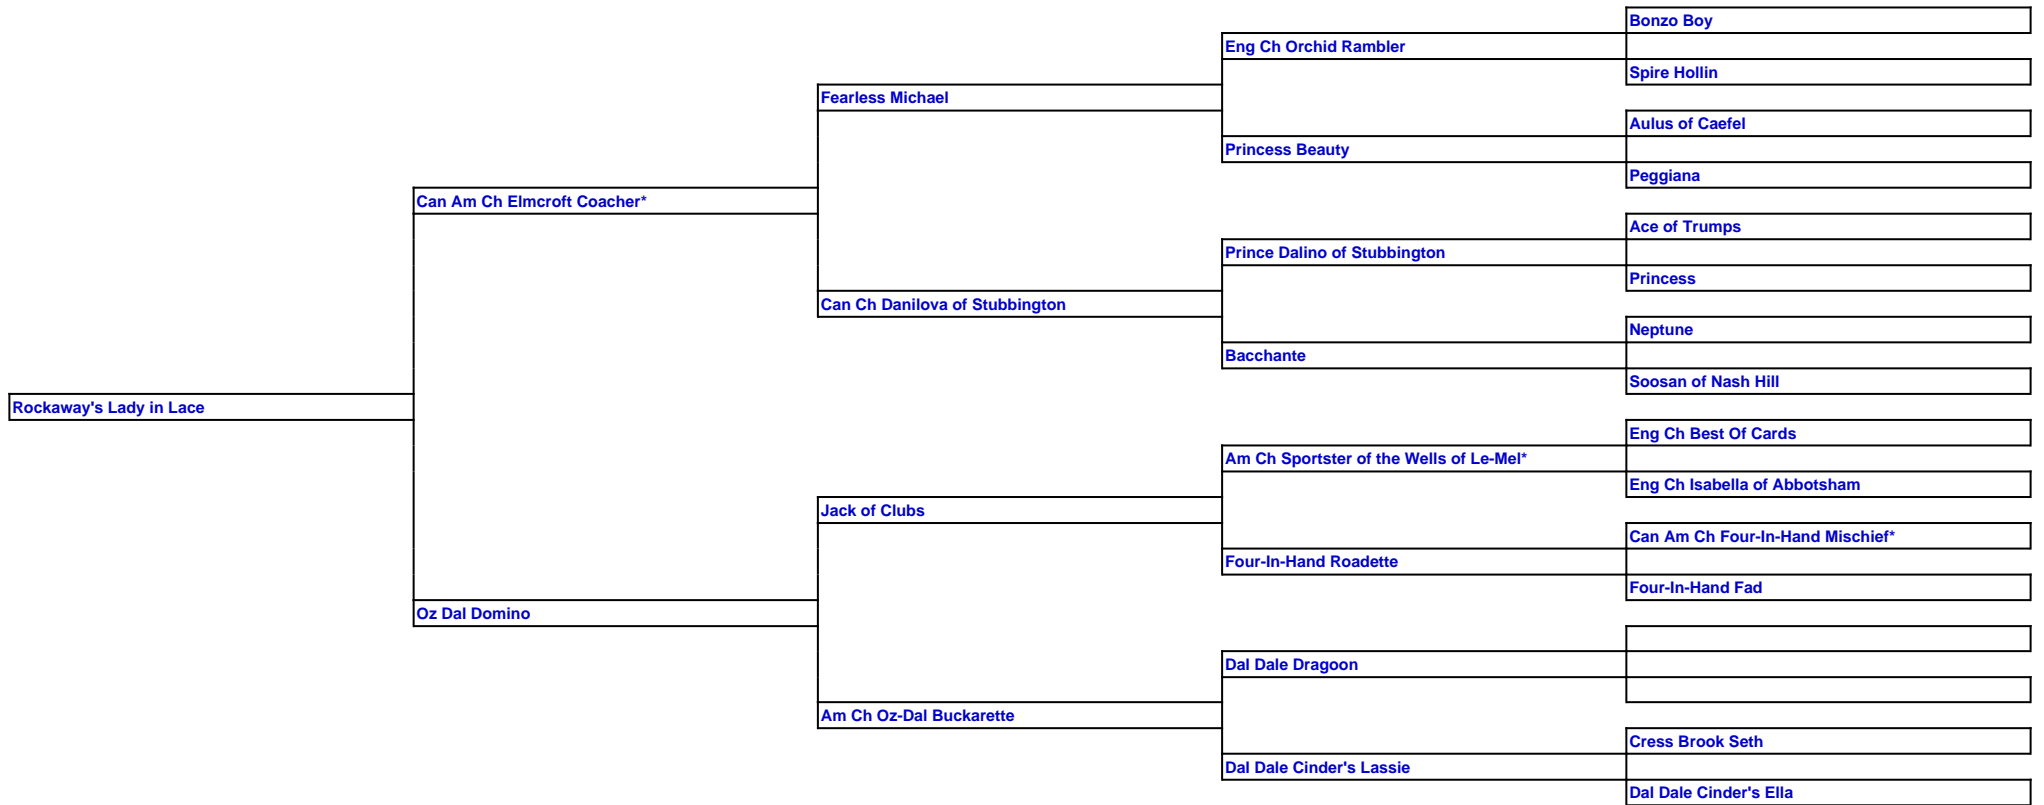 Bonzo Boy
Eng Ch Orchid Rambler
Spire Hollin
Fearless Michael
Aulus of Caefel
Princess Beauty
Peggiana
Can Am Ch Elmcroft Coacher*
Ace of Trumps
Prince Dalino of Stubbington
Princess
Can Ch Danilova of Stubbington
Neptune
Bacchante
Soosan of Nash Hill
Rockaway's Lady in Lace
Eng Ch Best Of Cards
Am Ch Sportster of the Wells of Le-Mel*
Eng Ch Isabella of Abbotsham
Jack of Clubs
Can Am Ch Four-In-Hand Mischief*
Four-In-Hand Roadette
Four-In-Hand Fad
Oz Dal Domino
Dal Dale Dragoon
Am Ch Oz-Dal Buckarette
Cress Brook Seth
Dal Dale Cinder's Lassie
Dal Dale Cinder's Ella